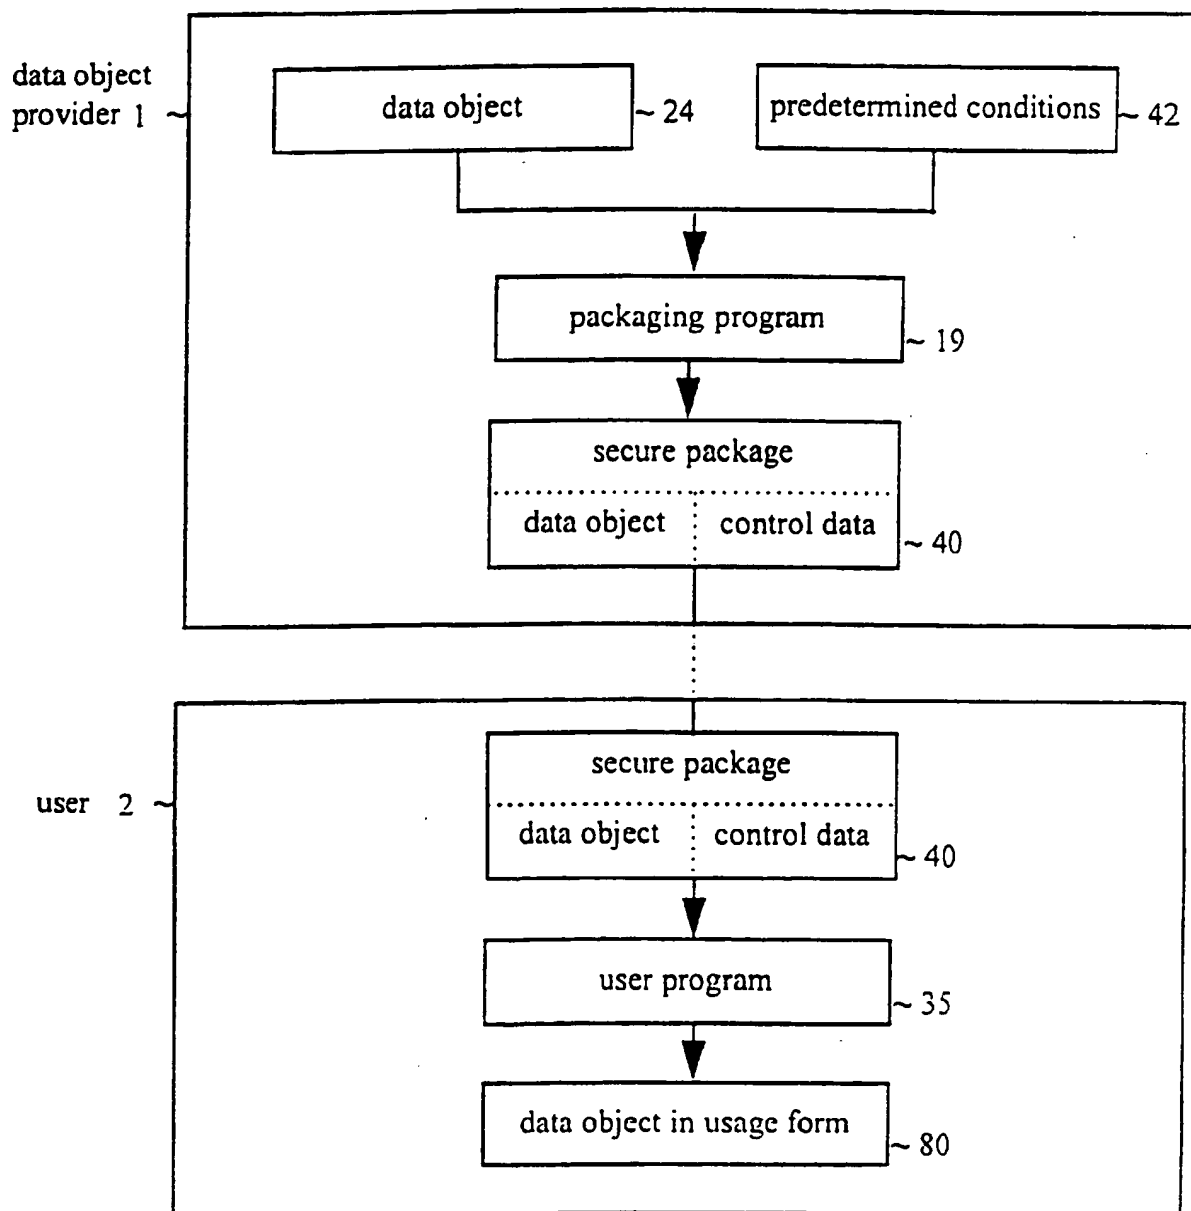 data object
provider 1
data object
24
predetermined conditions
42
packaging program
19
secure package
data object
control data
40
user 2
secure package
data object
control data
40
user program
35
data object in usage form
80